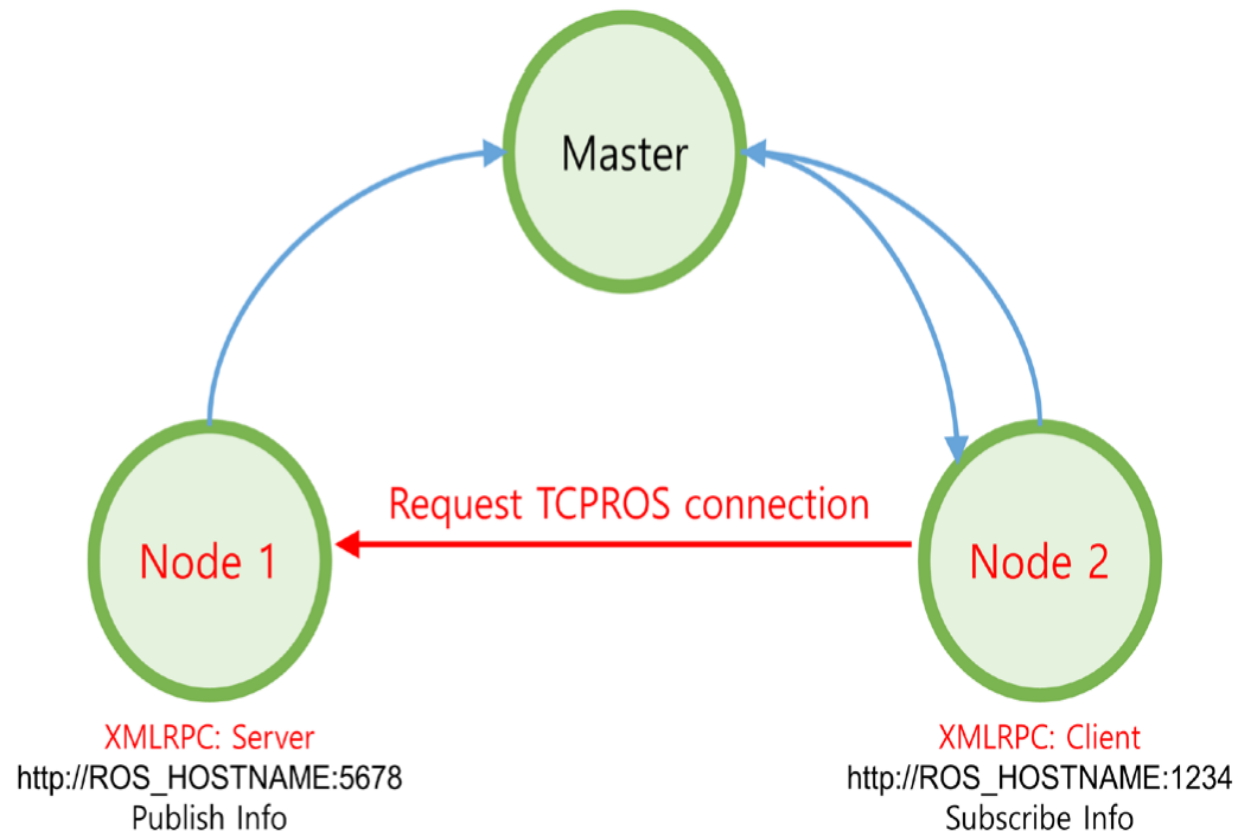 Master
Request TCPROS connection
Node 1
Node 2
XMLRPC: Server
http://ROS_HOSTNAME:5678
Publish Info
XMLRPC: Client
http://ROS_HOSTNAME:1234
Subscribe Info